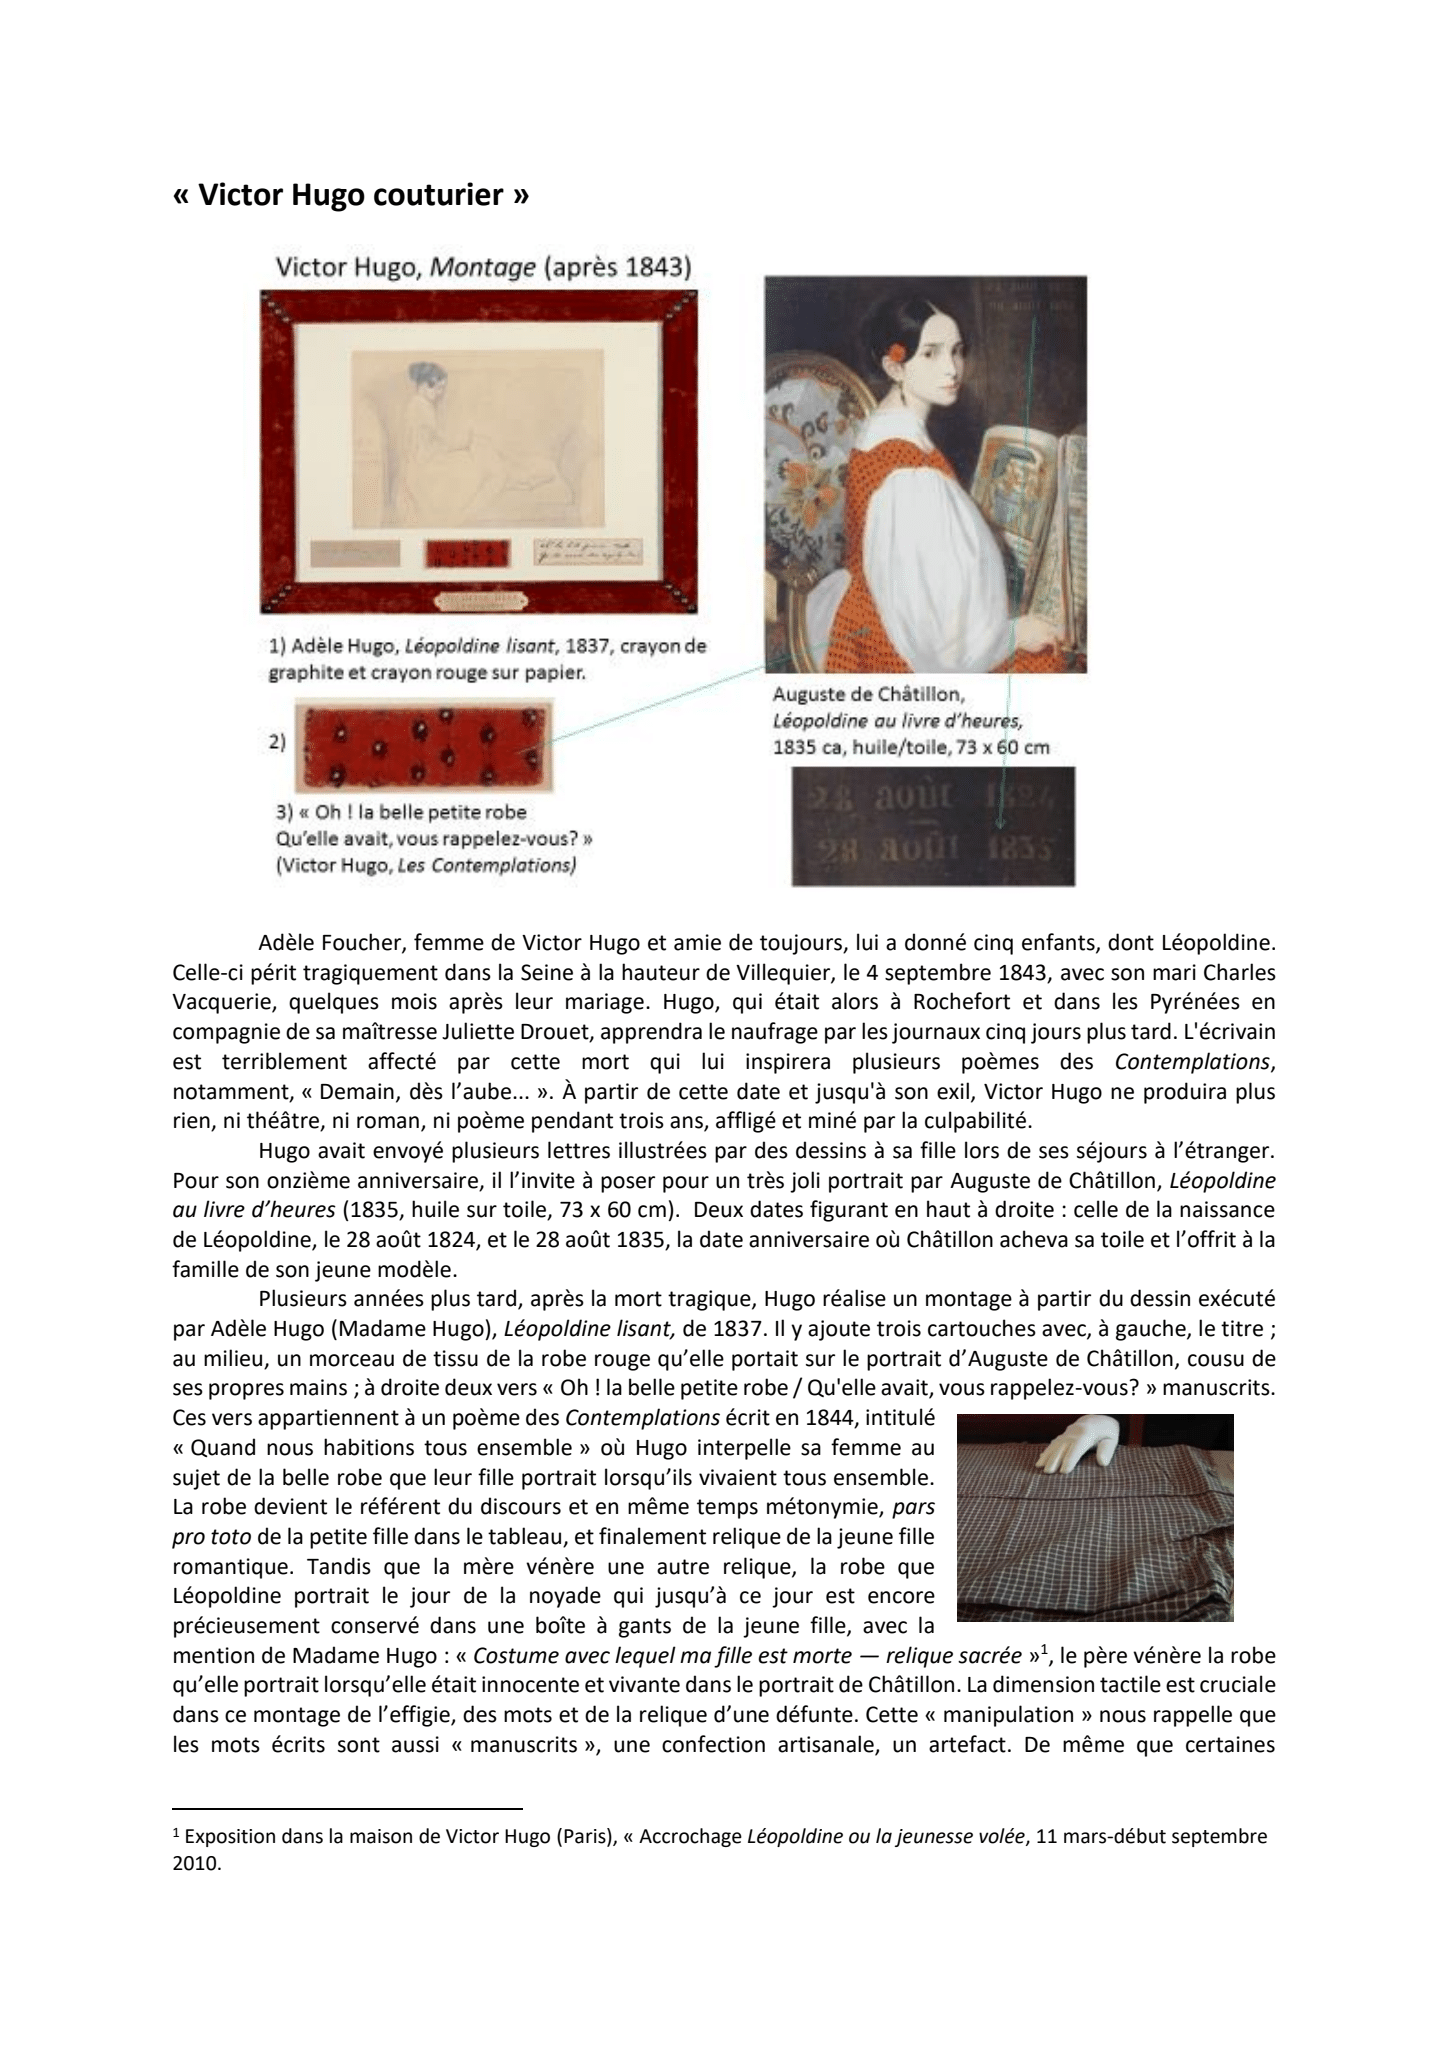 « Victor Hugo couturier »
Victor Hugo, Montage (après 1843)
1) Adèle Hugo, Léopoldine lisant, 1837, crayon de
graphite et crayon rouge sur papier.
2)
3) « Oh ! la belle petite robe
Qu’elle avait, vous rappelez-vous? »
(Victor Hugo, Les Contemplations)
Auguste de Châtillon,
Léopoldine au livre d’heures,
1835 ca, huile/toile, 73 x 60 cm
28 août 1824
28 août 1835
Adèle Foucher, femme de Victor Hugo et amie de toujours, lui a donné cinq enfants, dont Léopoldine.
Celle-ci périt tragiquement dans la Seine à la hauteur de Villequier, le 4 septembre 1843, avec son mari Charles
Vacquerie, quelques mois après leur mariage. Hugo, qui était alors à Rochefort et dans les Pyrénées en
compagnie de sa maîtresse Juliette Drouet, apprendra le naufrage par les journaux cinq jours plus tard. L'écrivain
est terriblement affecté par cette mort qui lui inspirera plusieurs poèmes des Contemplations,
notamment, « Demain, dès l’aube... ». À partir de cette date et jusqu'à son exil, Victor Hugo ne produira plus
rien, ni théâtre, ni roman, ni poème pendant trois ans, affligé et miné par la culpabilité.
Hugo avait envoyé plusieurs lettres illustrées par des dessins à sa fille lors de ses séjours à l’étranger.
Pour son onzième anniversaire, il l’invite à poser pour un très joli portrait par Auguste de Châtillon, Léopoldine
au livre d’heures (1835, huile sur toile, 73 x 60 cm). Deux dates figurant en haut à droite : celle de la naissance
de Léopoldine, le 28 août 1824, et le 28 août 1835, la date anniversaire où Châtillon acheva sa toile et l’offrit à la
famille de son jeune modèle.
Plusieurs années plus tard, après la mort tragique, Hugo réalise un montage à partir du dessin exécuté
par Adèle Hugo (Madame Hugo), Léopoldine lisant, de 1837. Il y ajoute trois cartouches avec, à gauche, le titre ;
au milieu, un morceau de tissu de la robe rouge qu’elle portait sur le portrait d’Auguste de Châtillon, cousu de
ses propres mains ; à droite deux vers « Oh ! la belle petite robe / Qu'elle avait, vous rappelez-vous? » manuscrits.
Ces vers appartiennent à un poème des Contemplations écrit en 1844, intitulé
« Quand nous habitions tous ensemble » où Hugo interpelle sa femme au
sujet de la belle robe que leur fille portrait lorsqu’ils vivaient tous ensemble.
La robe devient le référent du discours et en même temps métonymie, pars
pro toto de la petite fille dans le tableau, et finalement relique de la jeune fille
romantique. Tandis que la mère vénère une autre relique, la robe que
Léopoldine portrait le jour de la noyade qui jusqu’à ce jour est encore
précieusement conservé dans une boîte à gants de la jeune fille, avec la
mention de Madame Hugo : « Costume avec lequel ma fille est morte — relique sacrée »1, le père vénère la robe
qu’elle portrait lorsqu’elle était innocente et vivante dans le portrait de Châtillon. La dimension tactile est cruciale
dans ce montage de l’effigie, des mots et de la relique d’une défunte. Cette « manipulation » nous rappelle que
les mots écrits sont aussi « manuscrits », une confection artisanale, un artefact. De même que certaines
1 Exposition dans la maison de Victor Hugo (Paris), « Accrochage Léopoldine ou la jeunesse volée, 11 mars-début septembre
2010.